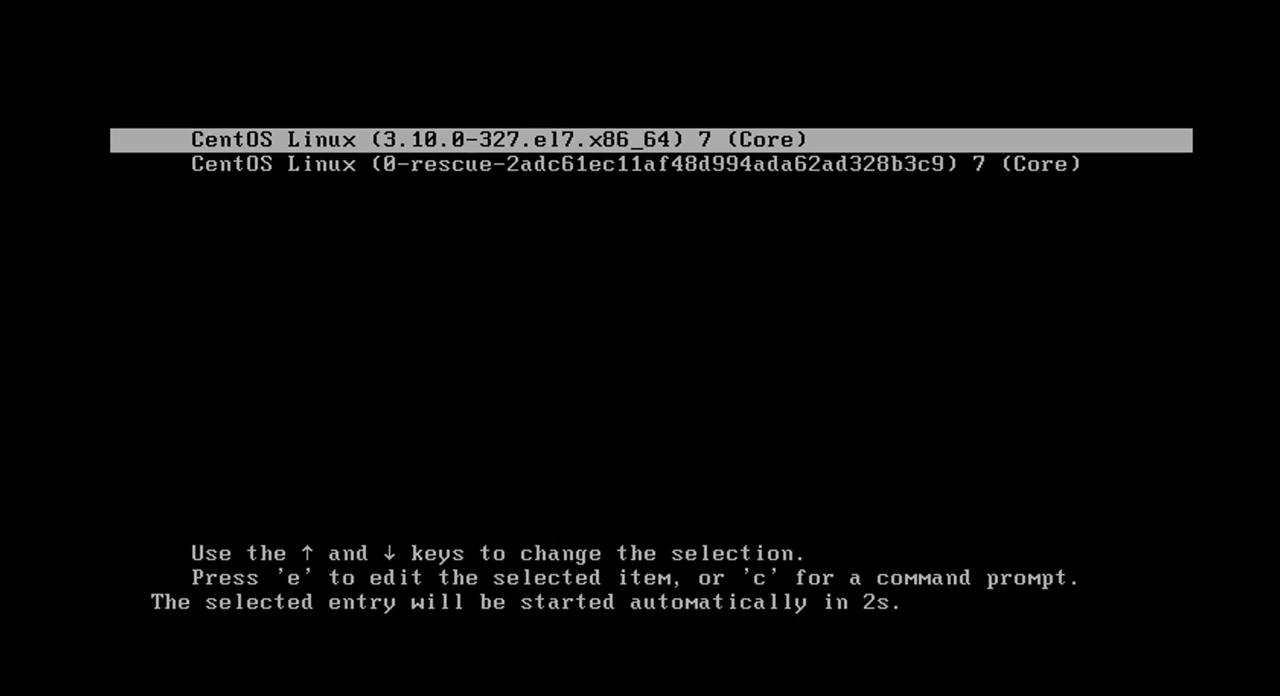 CentOS Linux (3.10.0-327.el7.x86_64) 7 (Core)
CentOS Linux (0-rescue-2adc61ec11af48d994ada62ad328b3c9) 7 (Core)
Use the ↑ and ↓ keys to change the selection.
Press 'e' to edit the selected item, or 'c' for a command prompt.
The selected entry will be started automatically in 2s.